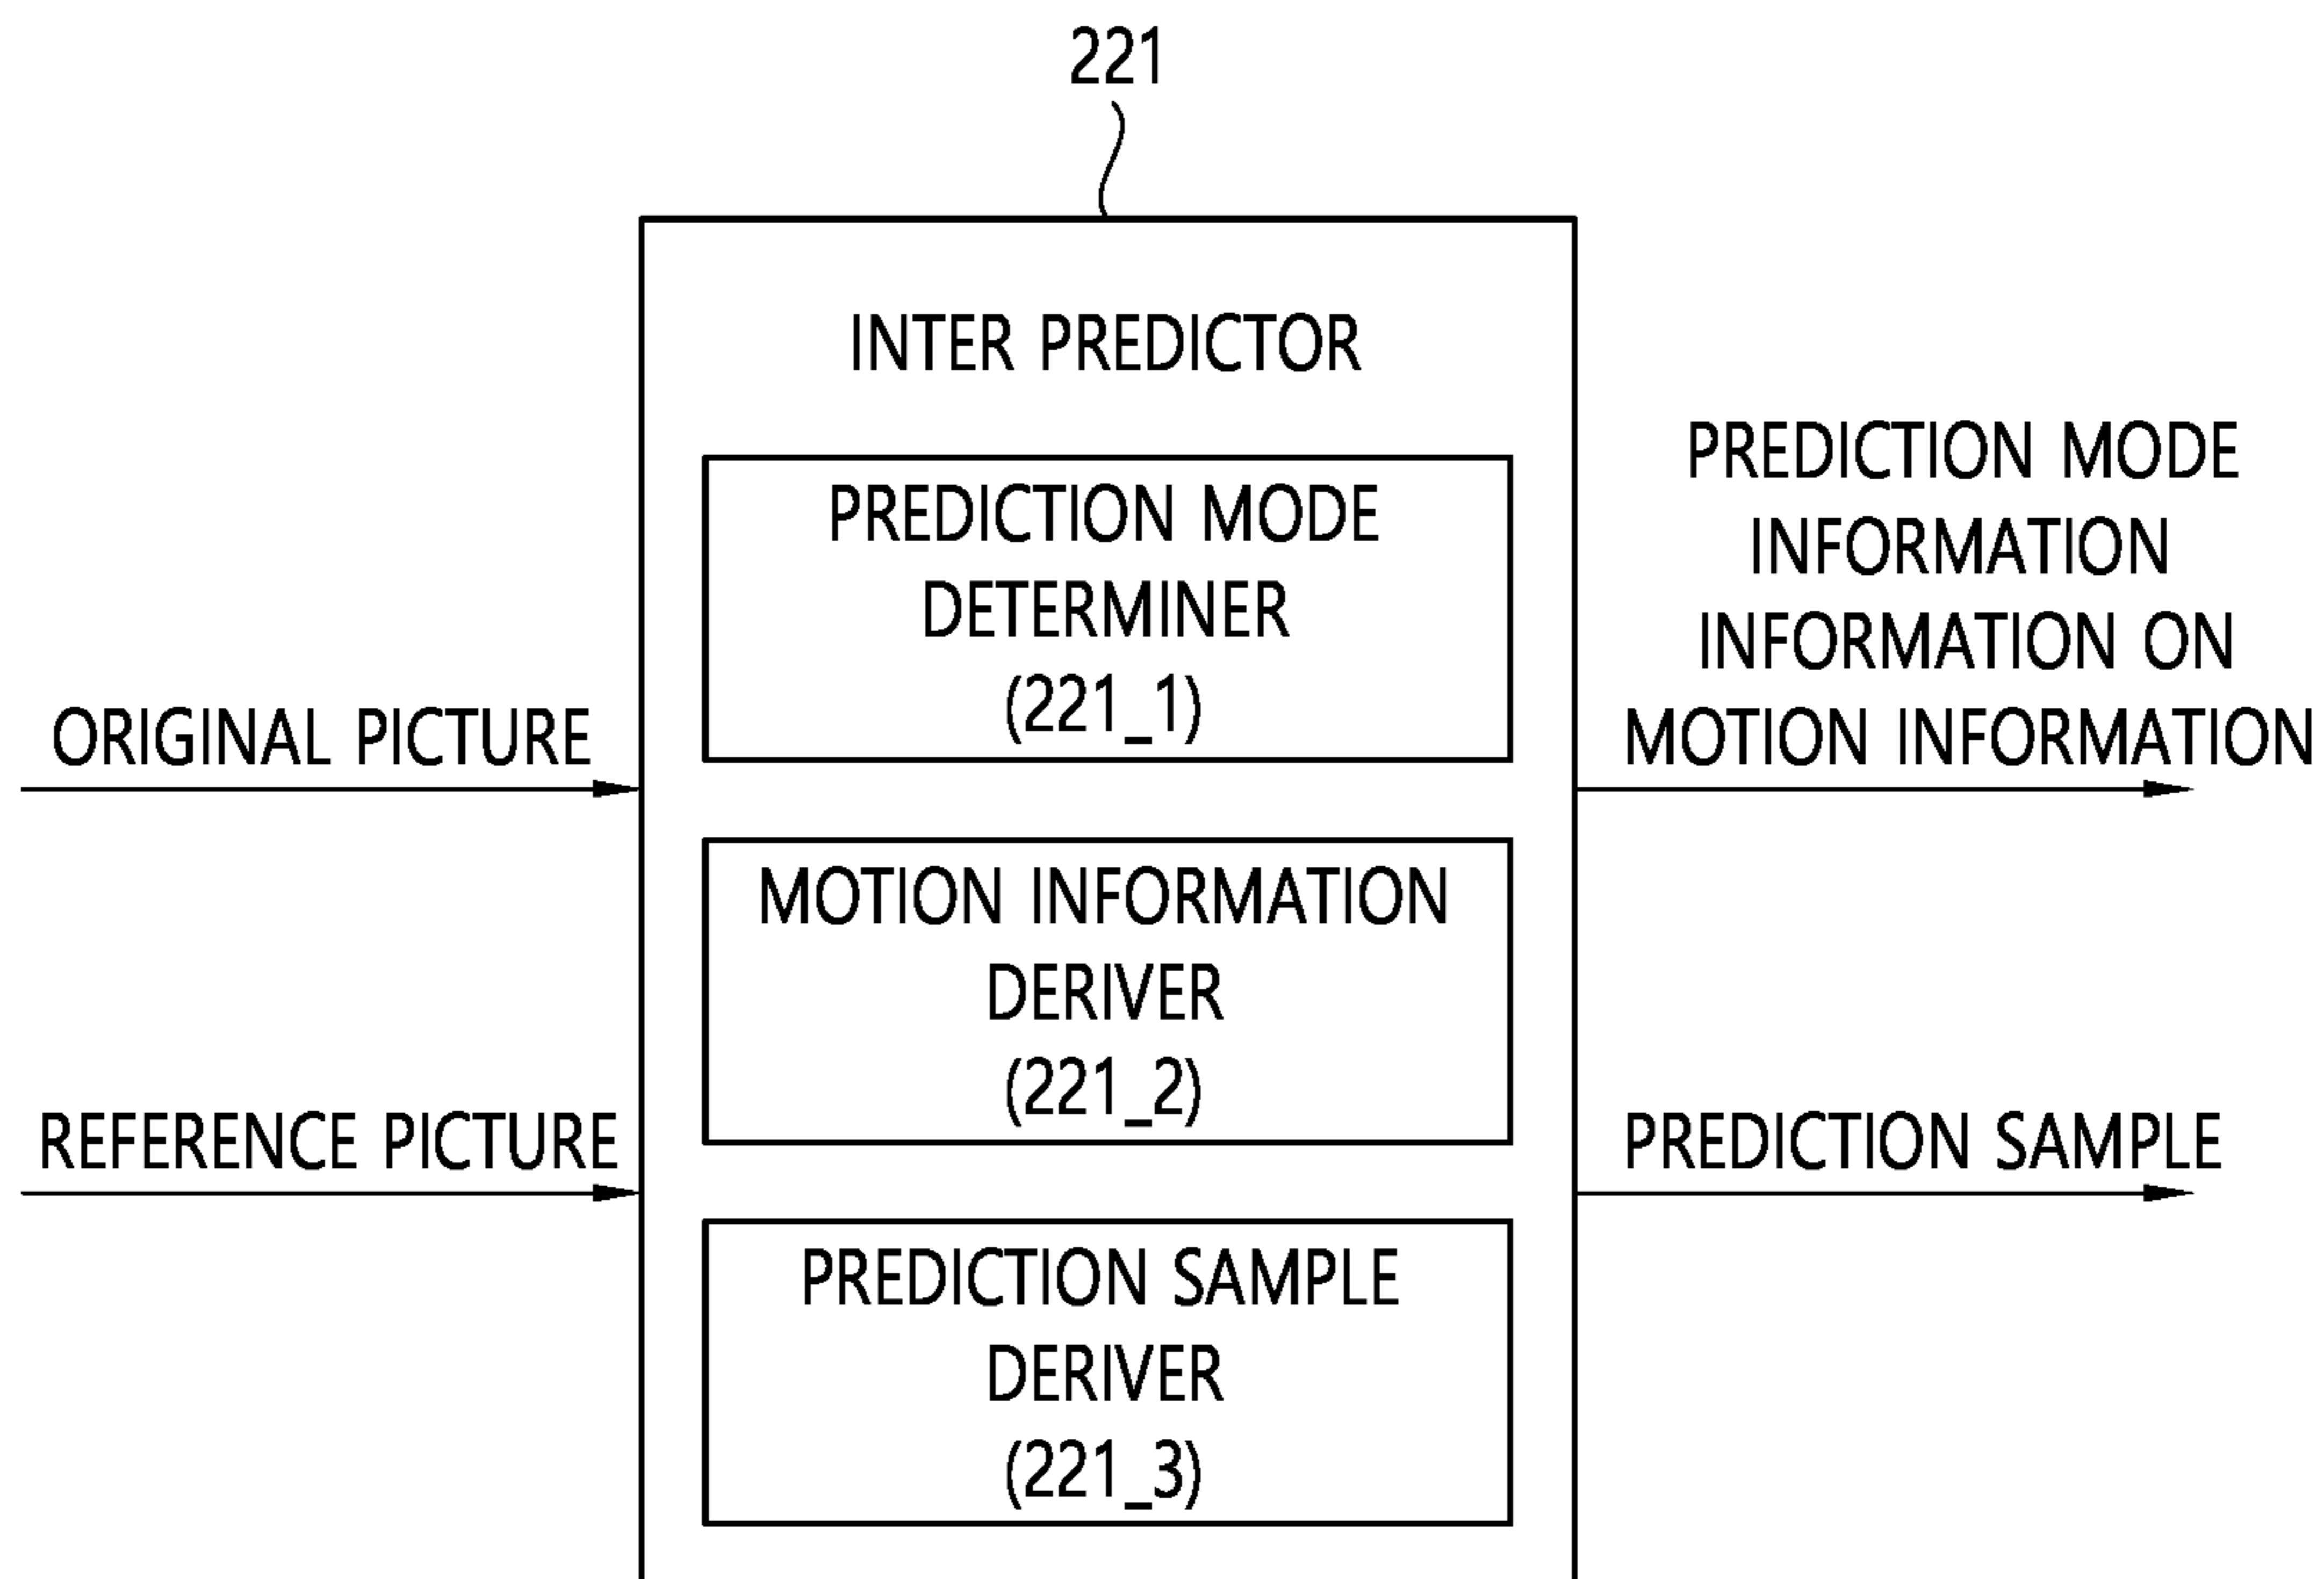 221
INTER PREDICTOR
PREDICTION MODE
DETERMINER
(221_1)
MOTION INFORMATION
DERIVER
(221_2)
PREDICTION SAMPLE
DERIVER
(221_3)
ORIGINAL PICTURE
REFERENCE PICTURE
PREDICTION MODE
INFORMATION
INFORMATION ON
MOTION INFORMATION
PREDICTION SAMPLE